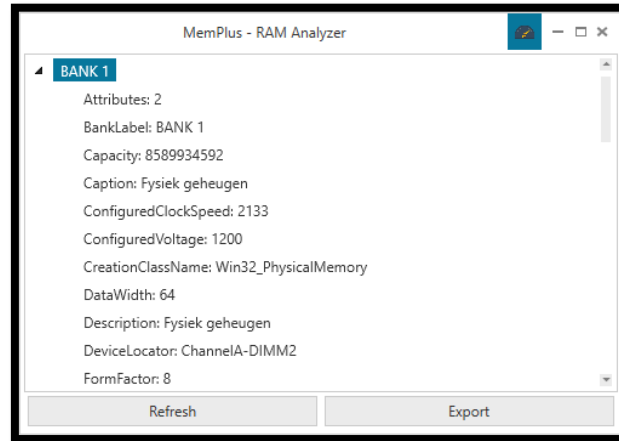 MemPlus - RAM Analyzer
BANK 1
Attributes: 2
BankLabel: BANK 1
Capacity: 8589934592
Caption: Fysiek geheugen
ConfiguredClockSpeed: 2133
ConfiguredVoltage: 1200
CreationClassName: Win32_PhysicalMemory
DataWidth: 64
Description: Fysiek geheugen
DeviceLocator: ChannelA-DIMM2
FormFactor: 8
Refresh Export